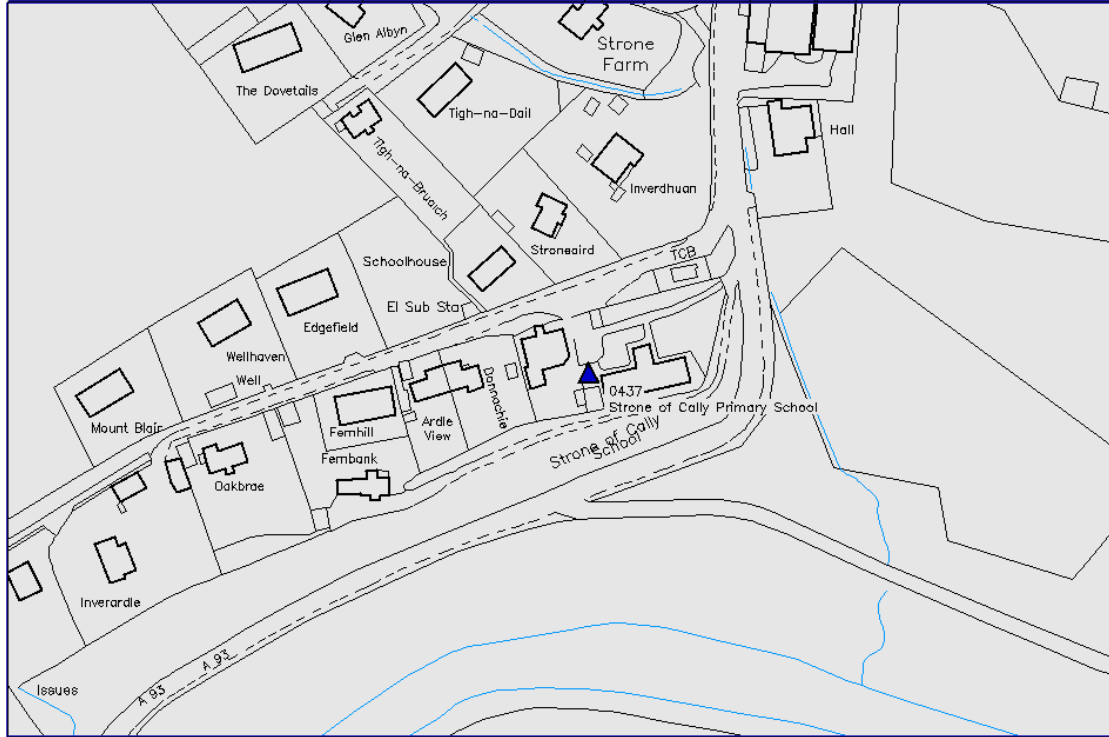 Glen Albyn
Strone
Farm
The Dovetails
Tigh-na-Dail
Hall
Tigh-na-Bruaich
Inverdhuan
Stroneaird
TCB
Schoolhouse
El Sub Sta
Edgefield
Wellhaven
Well
Donnachie
0437
Strone of Cally Primary School
Mount Blair
Fernhill
Ardle
View
Strone of Cally
School
Fernbank
Oakbrae
Inverardle
A 93
A 93
Issues